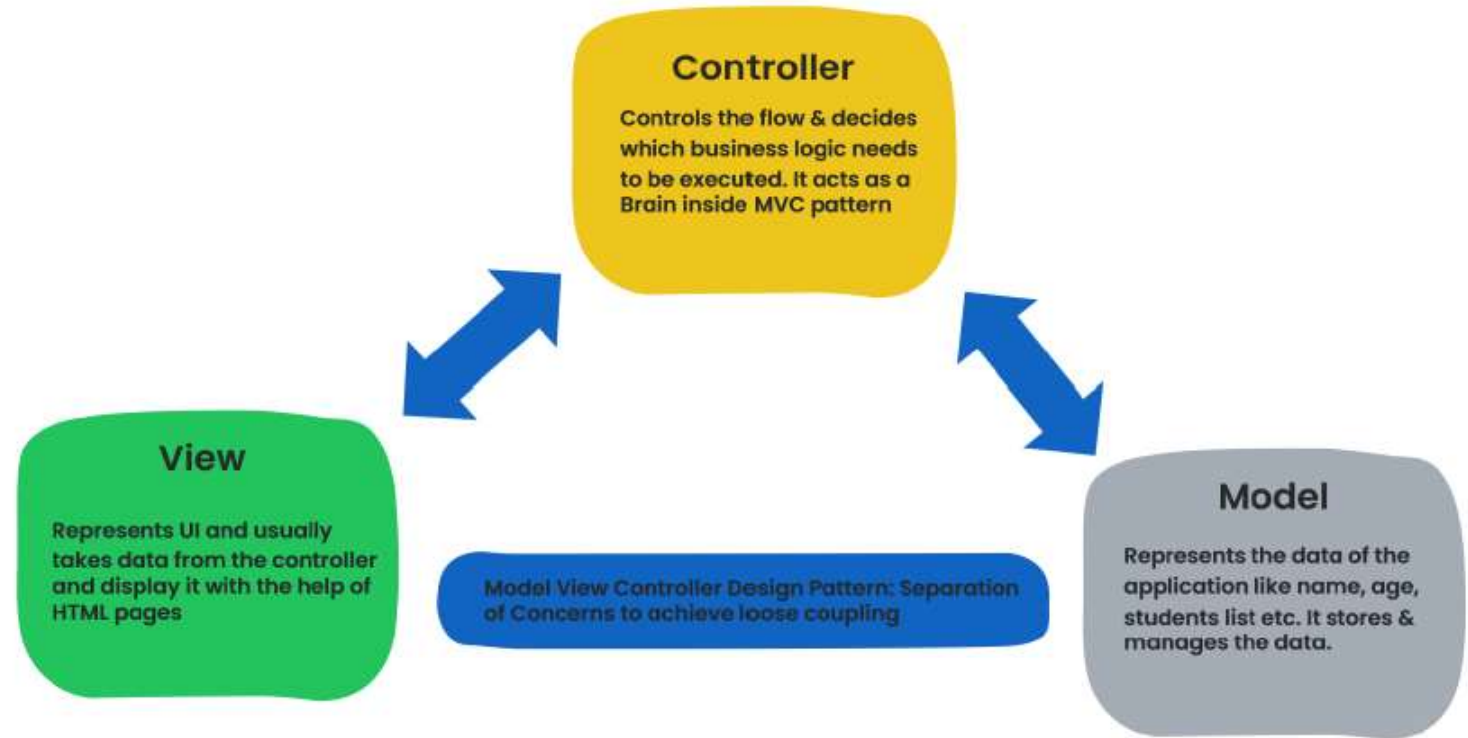 Controller
Controls the flow & decides
which business logic needs
to be executed. It acts as a
Brain inside MVC pattern
View
Represents UI and usually
takes data from the controller
and display it with the help of
HTML pages
Model View Controller Design Pattern: Separation
of Concerns to achieve loose coupling
Model
Represents the data of the
application like name, age,
students list etc. It stores &
manages the data.